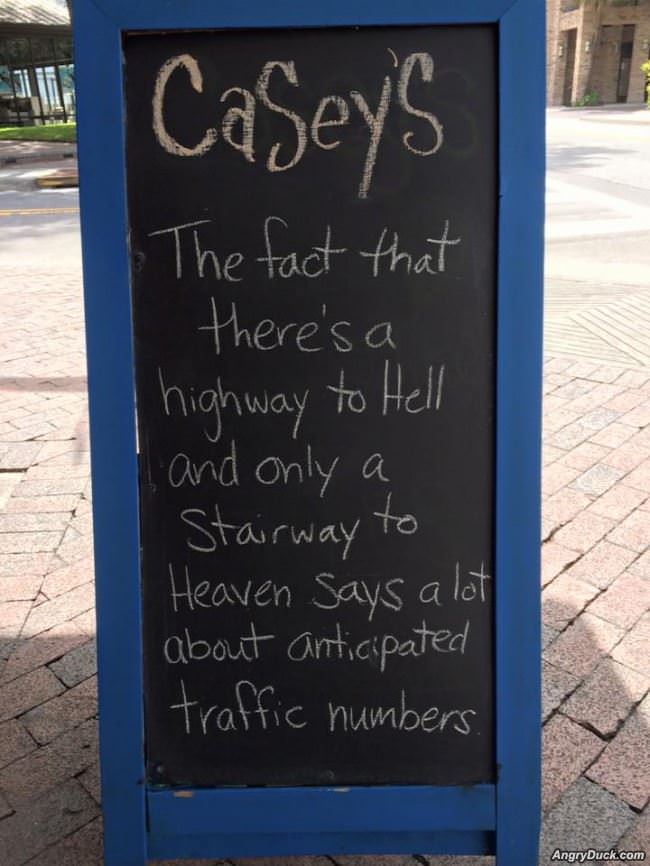 CaSey'S
The fact that
there's a
highway to Hell
and only a
Stairway to
Heaven says a lot
about anticipated
traffic numbers.
AngryDuck.com